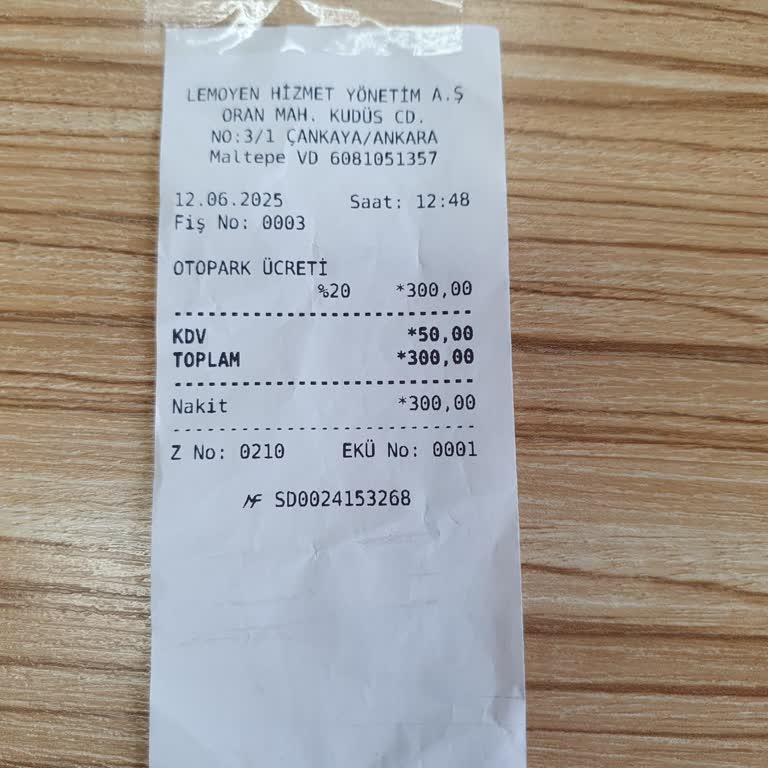 LEMOYEN HİZMET YÖNETİM A.Ş
ORAN MAH. KUDÜS CD.
NO:3/1 ÇANKAYA/ANKARA
Maltepe VD 6081051357
12.06.2025 Saat: 12:48
Fiş No: 0003
OTOPARK ÜCRETİ
%20 *300,00
KDV *50,00
TOPLAM *300,00
Nakit *300,00
Z No: 0210 EKÜ No: 0001
MF SD0024153268